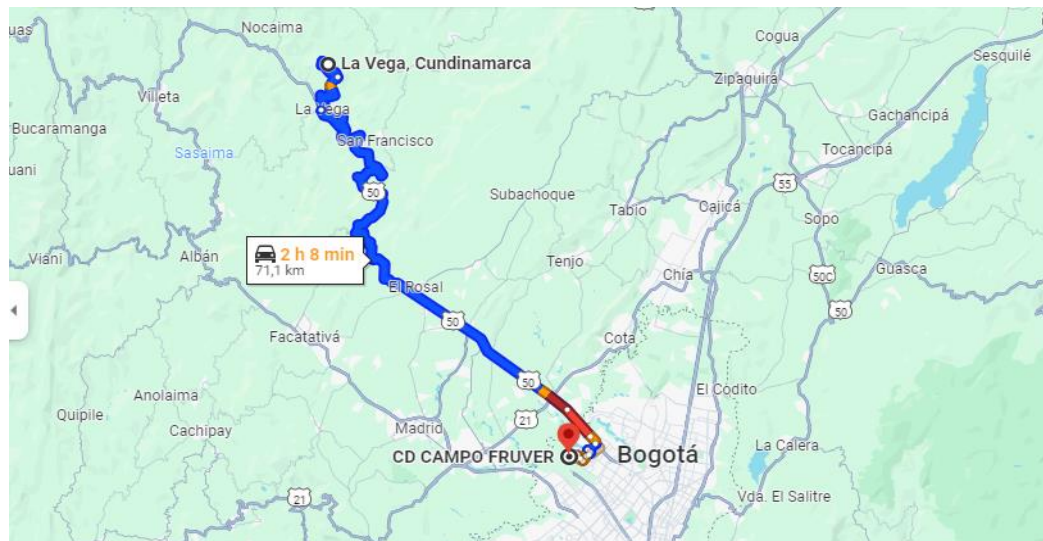 Nocaima
Cogua
Sesquilé
La Vega, Cundinamarca
Zipaquirá
Villeta
La Vega
Gachancipá
Bucaramanga
San Francisco
Sasaima
Tocancipá
50
Subachoque
55
Tabio
Cajicá
Sopo
Albán
2 h 8 min
Viani
71,1 km
Tenjo
Chía
50C
Guasca
El Rosal
50
50
Facatativá
Cota
50
El Codito
Anolaima
Quipile
21
Madrid
Cachipay
La Calera
CD CAMPO FRUVER
Bogotá
21
Vda. El Salitre